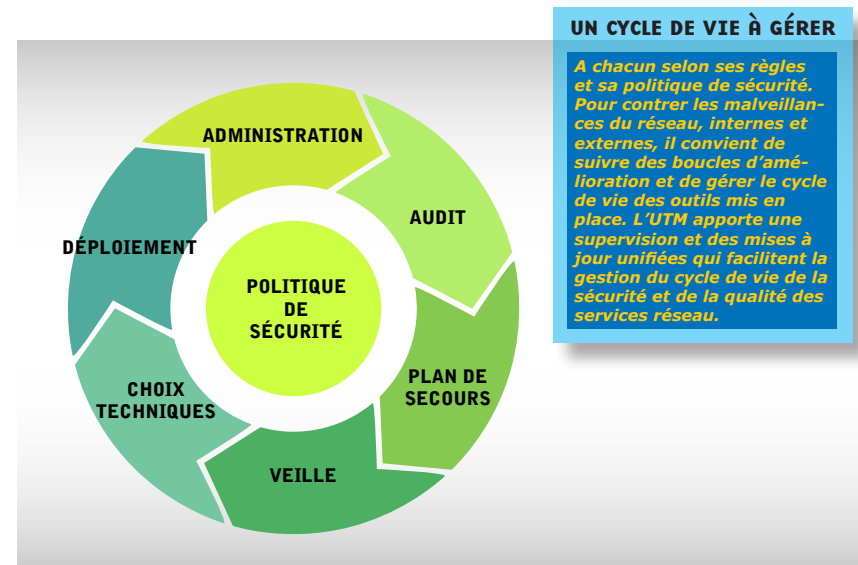 UN CYCLE DE VIE À GÉRER
A chacun selon ses règles
et sa politique de sécurité.
Pour contrer les malveillan-
ces du réseau, internes et
externes, il convient de
suivre des boucles d'amé-
lioration et de gérer le cycle
de vie des outils mis en
place. L'UTM apporte une
supervision et des mises à
jour unifiées qui facilitent la
gestion du cycle de vie de la
sécurité et de la qualité des
services réseau.
ADMINISTRATION
AUDIT
PLAN DE
SECOURS
VEILLE
CHOIX
TECHNIQUES
DÉPLOIEMENT
POLITIQUE
DE
SÉCURITÉ